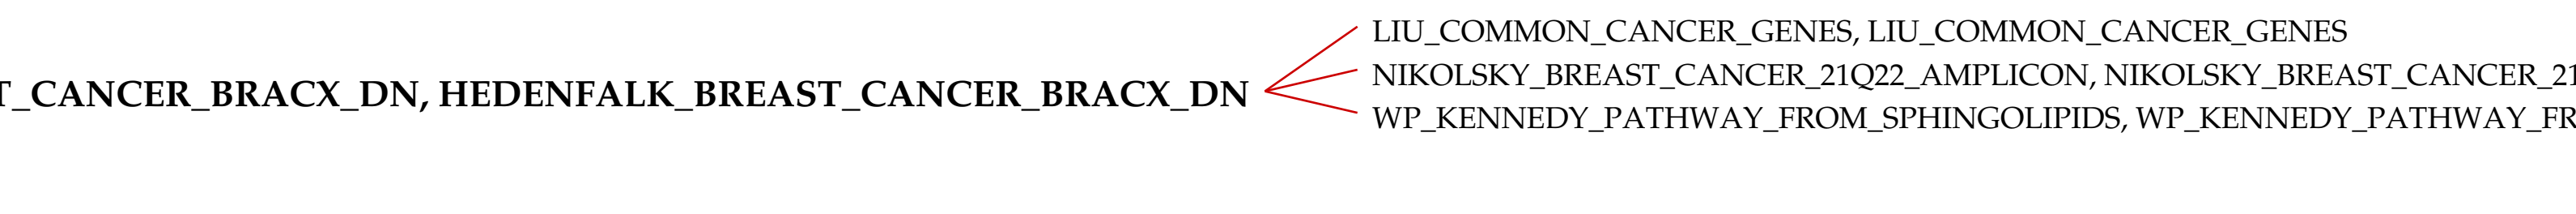 T_CANCER_BRACX_DN, HEDENFALK_BREAST_CANCER_BRACX_DN
LIU_COMMON_CANCER_GENES, LIU_COMMON_CANCER_GENES
NIKOLSKY_BREAST_CANCER_21Q22_AMPLICON, NIKOLSKY_BREAST_CANCER_21
WP_KENNEDY_PATHWAY_FROM_SPHINGOLIPIDS, WP_KENNEDY_PATHWAY_FR